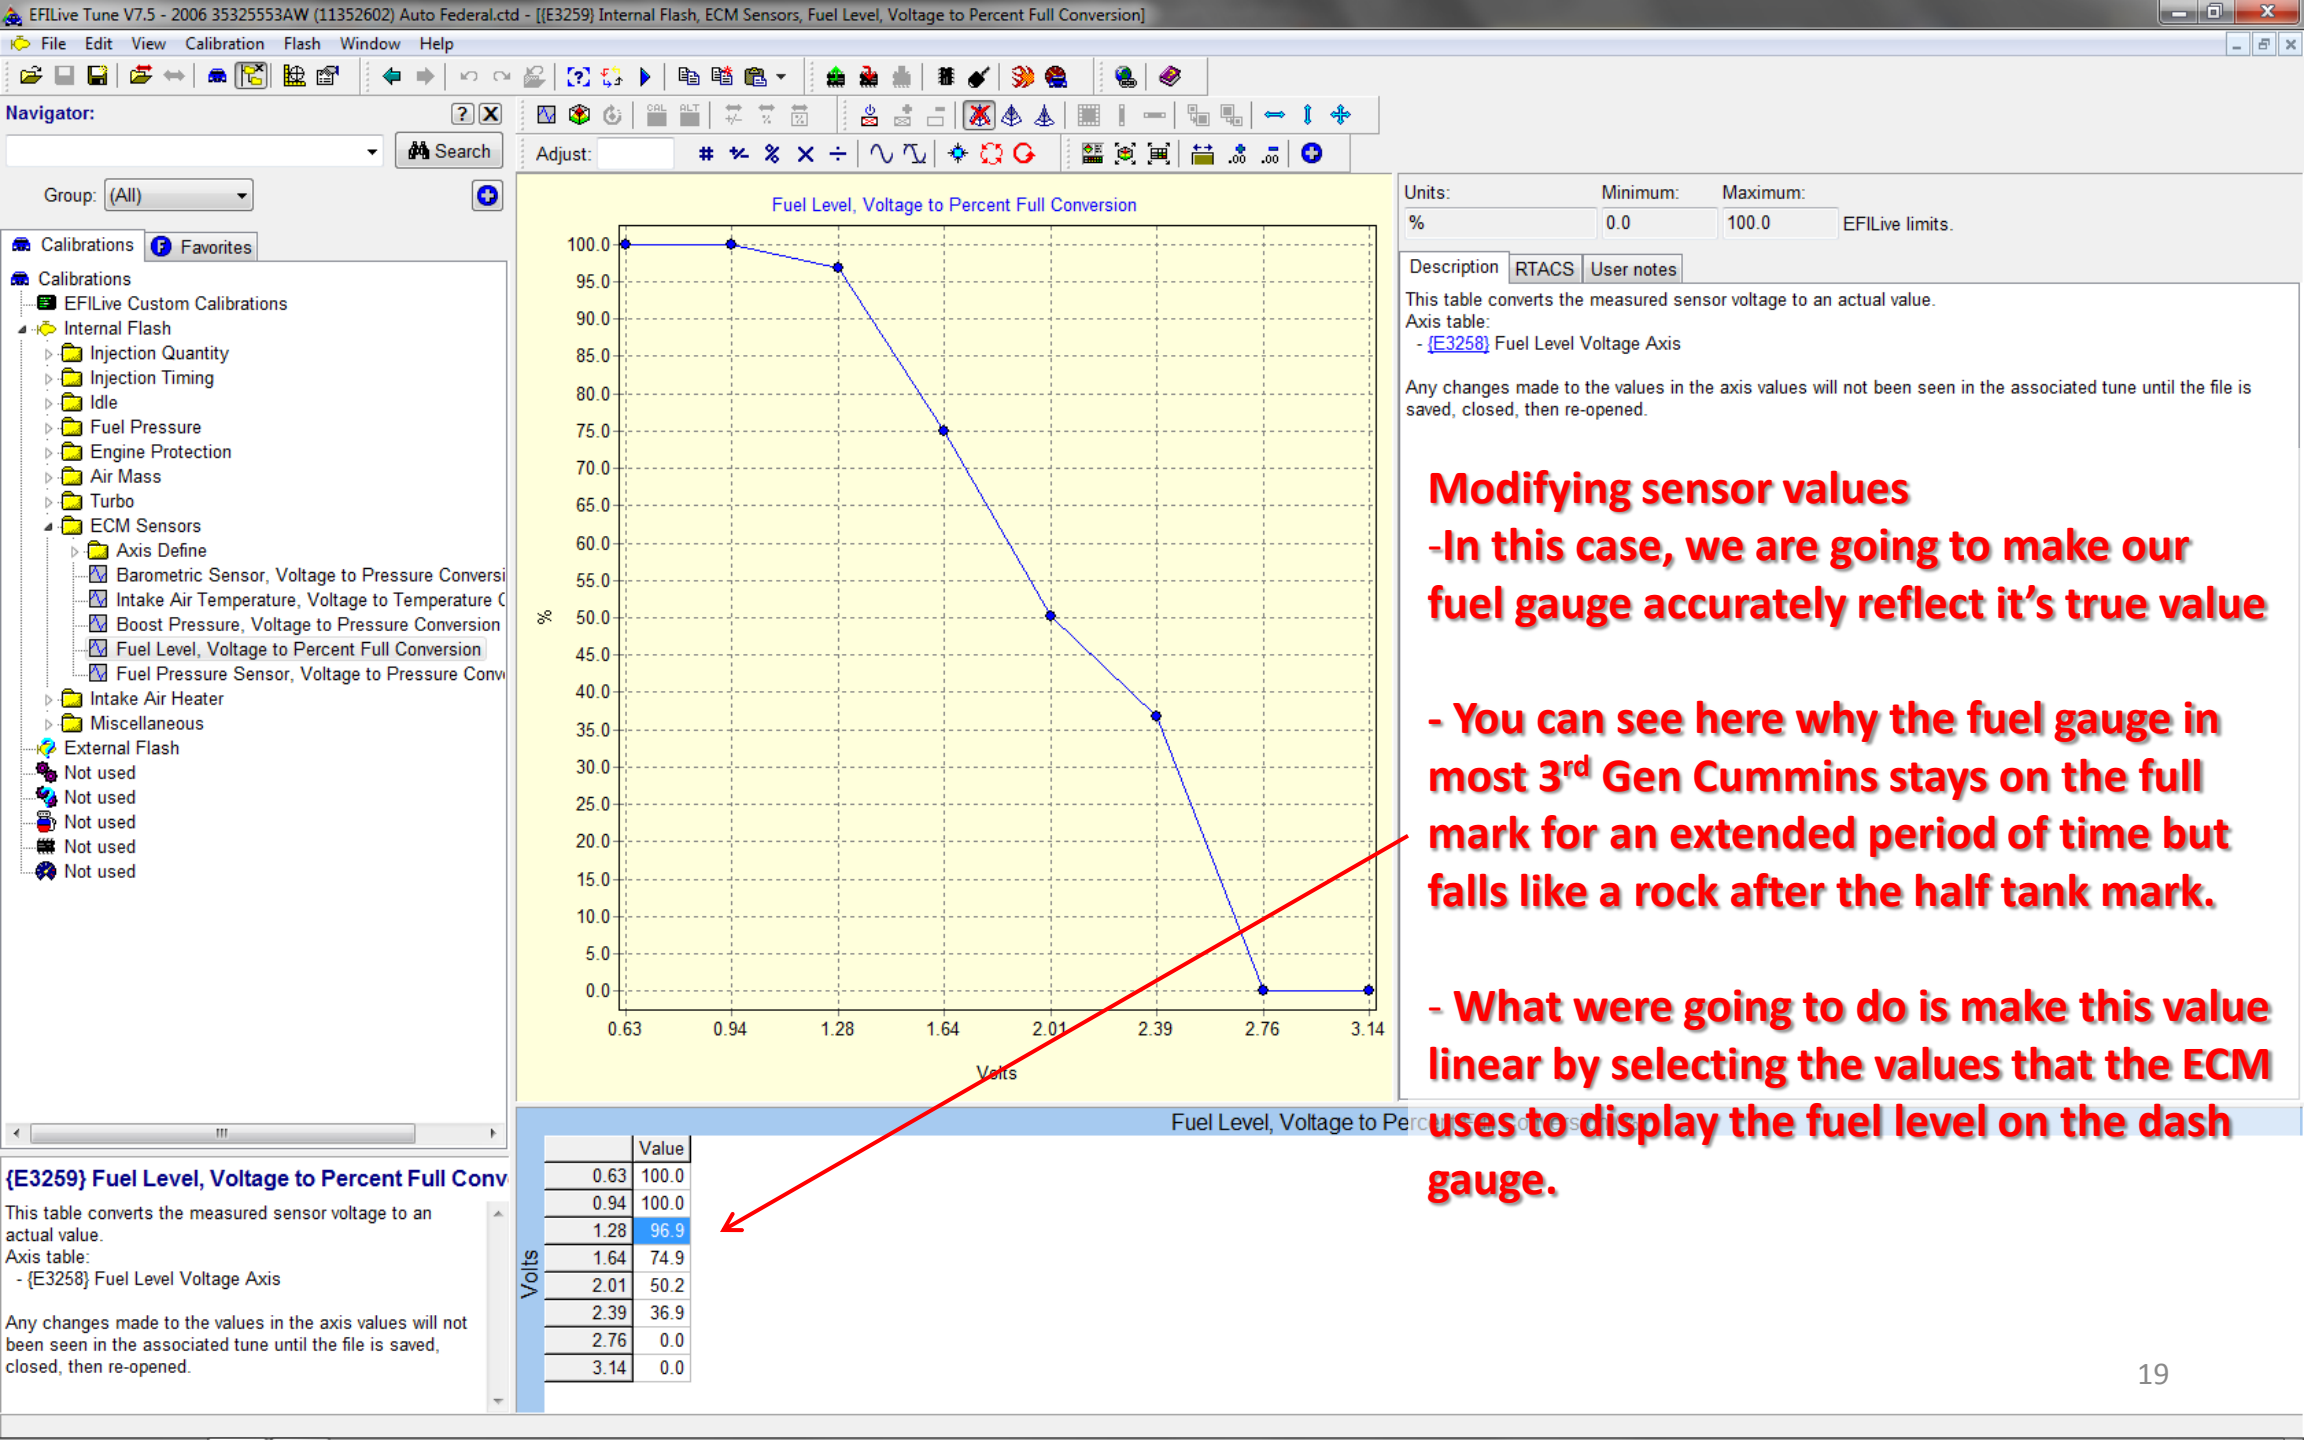 EFILive Tune V7.5 - 2006 35325553AW (11352602) Auto Federal.ctd - [{E3259} Internal Flash, ECM Sensors, Fuel Level, Voltage to Percent Full Conversion]
File Edit View Calibration Flash Window Help
Navigator:
Search
Group: (All)
Calibrations Favorites
Calibrations
EFILive Custom Calibrations
Internal Flash
Injection Quantity
Injection Timing
Idle
Fuel Pressure
Engine Protection
Air Mass
Turbo
ECM Sensors
Axis Define
Barometric Sensor, Voltage to Pressure Conversi
Intake Air Temperature, Voltage to Temperature C
Boost Pressure, Voltage to Pressure Conversion
Fuel Level, Voltage to Percent Full Conversion
Fuel Pressure Sensor, Voltage to Pressure Conv
Intake Air Heater
Miscellaneous
External Flash
Not used
Not used
Not used
Not used
Not used
{E3259} Fuel Level, Voltage to Percent Full Conv
This table converts the measured sensor voltage to an
actual value.
Axis table:
- {E3258} Fuel Level Voltage Axis
Any changes made to the values in the axis values will not
been seen in the associated tune until the file is saved,
closed, then re-opened.
CAL ALT
Adjust:
Fuel Level, Voltage to Percent Full Conversion
100.0
95.0
90.0
85.0
80.0
75.0
70.0
65.0
60.0
55.0
50.0
45.0
40.0
35.0
30.0
25.0
20.0
15.0
10.0
5.0
0.0
%
0.63 0.94 1.28 1.64 2.01 2.39 2.76 3.14
Volts
Units: Minimum: Maximum:
% 0.0 100.0 EFILive limits.
Description RTACS User notes
This table converts the measured sensor voltage to an actual value.
Axis table:
- {E3258} Fuel Level Voltage Axis
Any changes made to the values in the axis values will not been seen in the associated tune until the file is
saved, closed, then re-opened.
Modifying sensor values
-In this case, we are going to make our
fuel gauge accurately reflect it's true value
- You can see here why the fuel gauge in
most 3rd Gen Cummins stays on the full
mark for an extended period of time but
falls like a rock after the half tank mark.
- What were going to do is make this value
linear by selecting the values that the ECM
uses to display the fuel level on the dash
gauge.
Fuel Level, Voltage to Pe
Volts
Value
0.63 100.0
0.94 100.0
1.28 96.9
1.64 74.9
2.01 50.2
2.39 36.9
2.76 0.0
3.14 0.0
19